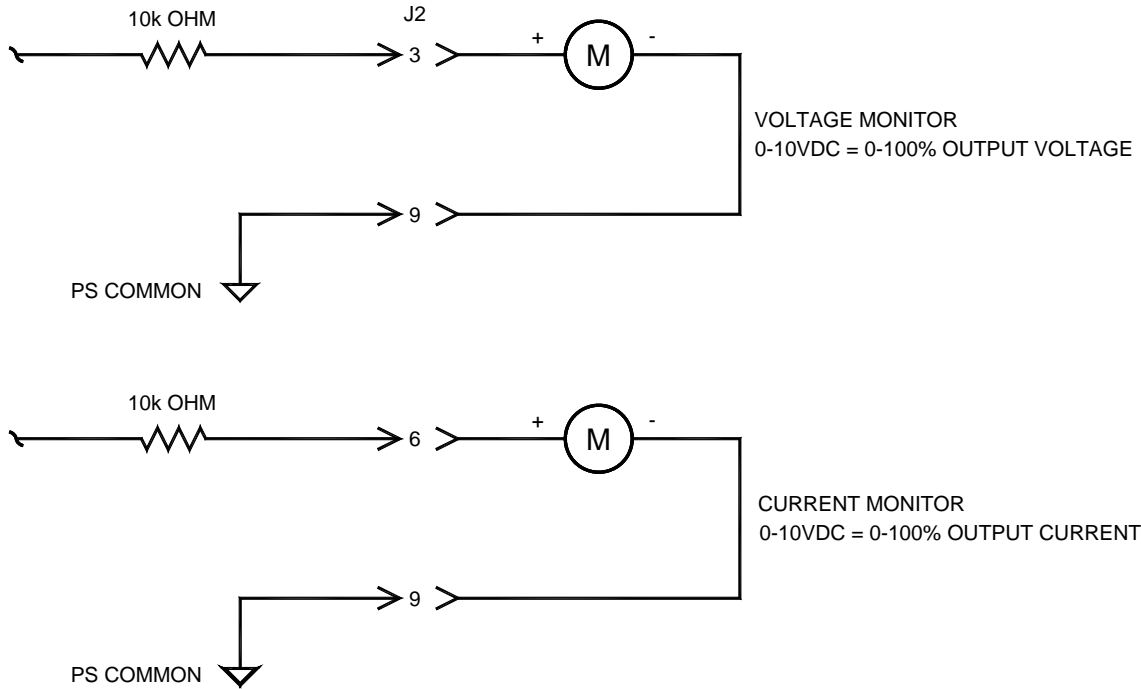 J2
10k OHM
3
+
-
M
VOLTAGE MONITOR
0-10VDC = 0-100% OUTPUT VOLTAGE
9
PS COMMON
10k OHM
6
+
-
M
CURRENT MONITOR
0-10VDC = 0-100% OUTPUT CURRENT
9
PS COMMON